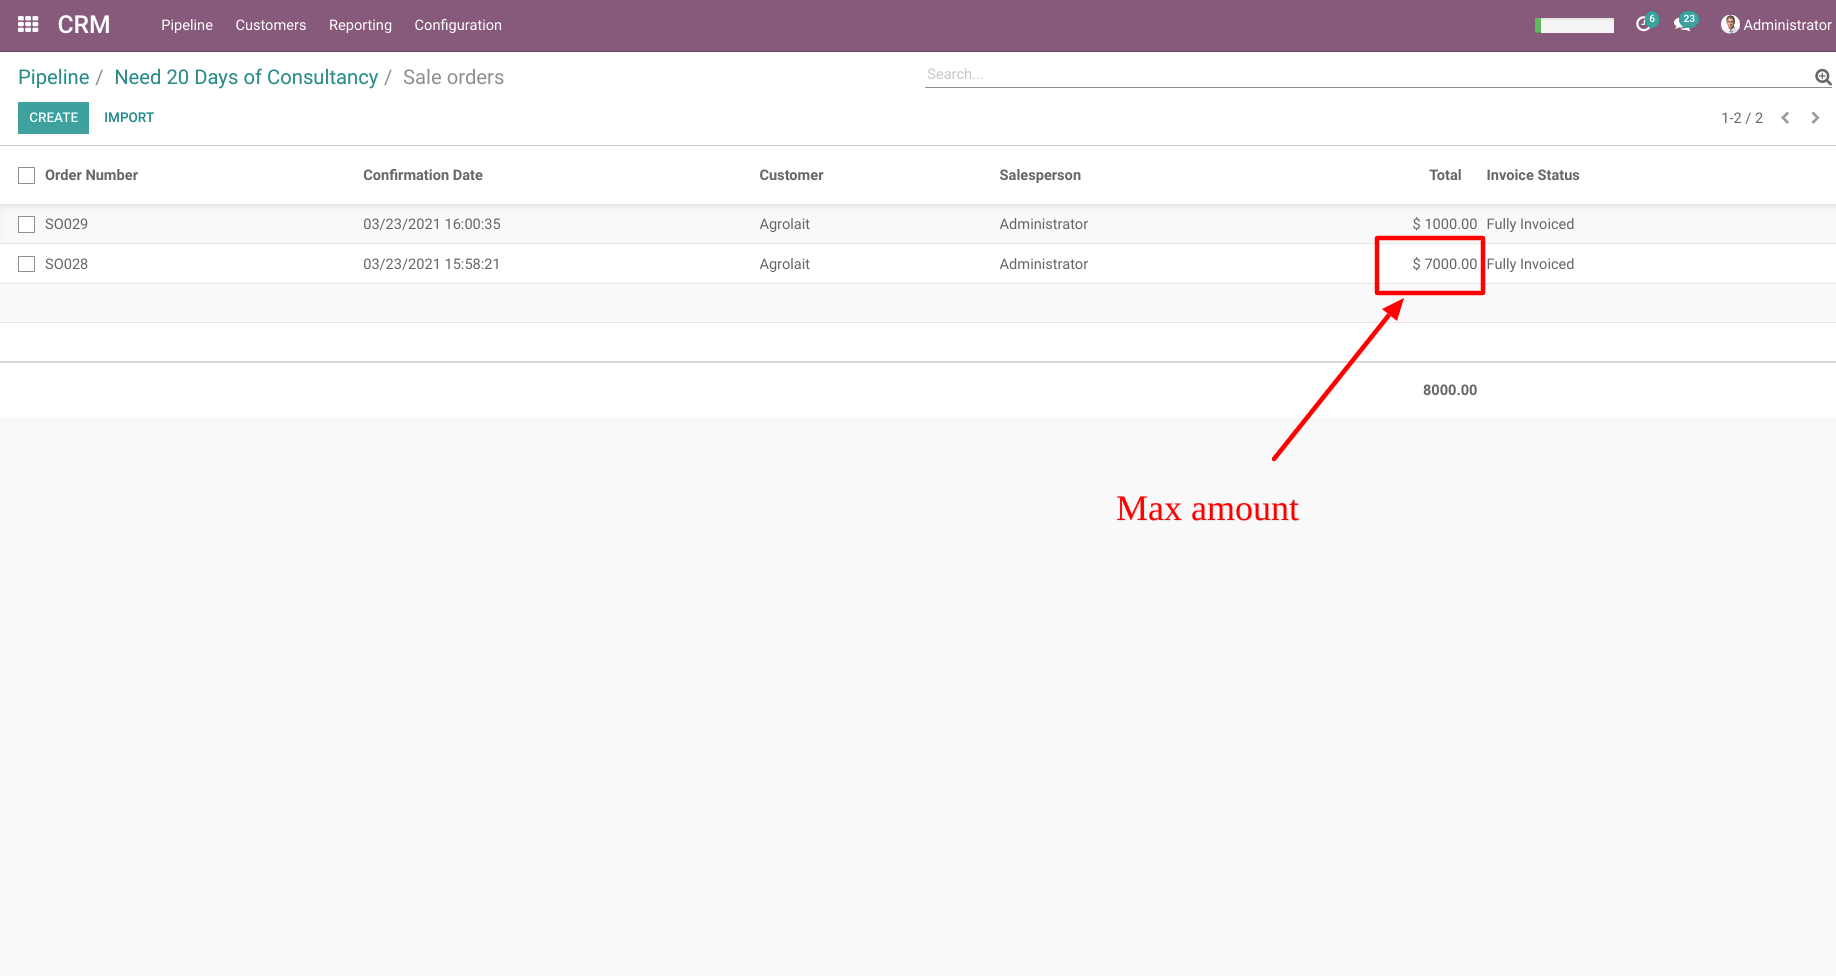 CRM Pipeline Customers Reporting Configuration 6 23 Administrator
Pipeline / Need 20 Days of Consultancy / Sale orders Search...
CREATE IMPORT 1-2 / 2
Order Number Confirmation Date Customer Salesperson Total Invoice Status
SO029 03/23/2021 16:00:35 Agrolait Administrator $ 1000.00 Fully Invoiced
SO028 03/23/2021 15:58:21 Agrolait Administrator $ 7000.00 Fully Invoiced
8000.00
Max amount